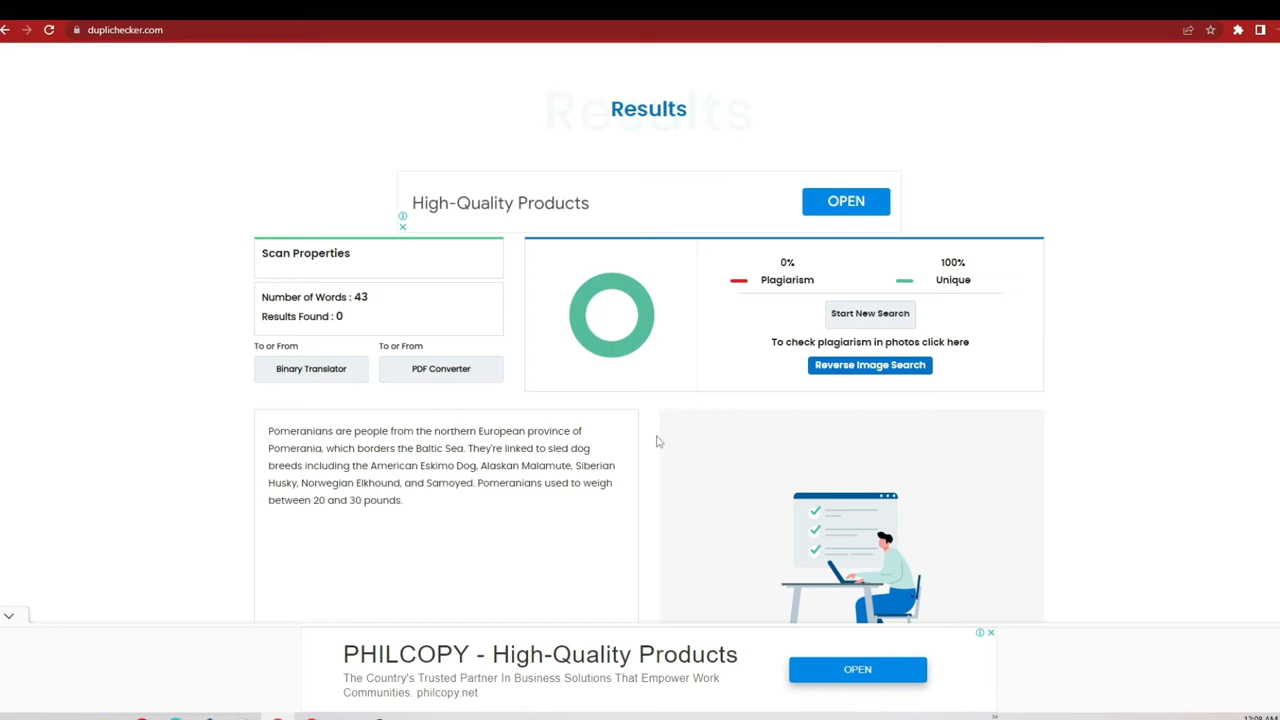 duplichecker.com
Results
High-Quality Products
OPEN
Scan Properties
Number of Words : 43
Results Found : 0
To or From
To or From
Binary Translator
PDF Converter
0%
100%
Plagiarism
Unique
Start New Search
To check plagiarism in photos click here
Reverse Image Search
Pomeranians are people from the northern European province of
Pomerania, which borders the Baltic Sea. They're linked to sled dog
breeds including the American Eskimo Dog, Alaskan Malamute, Siberian
Husky, Norwegian Elkhound, and Samoyed. Pomeranians used to weigh
between 20 and 30 pounds.
PHILCOPY - High-Quality Products
The Country's Trusted Partner In Business Solutions That Empower Work
Communities. philcopy.net
OPEN
12:08 AM